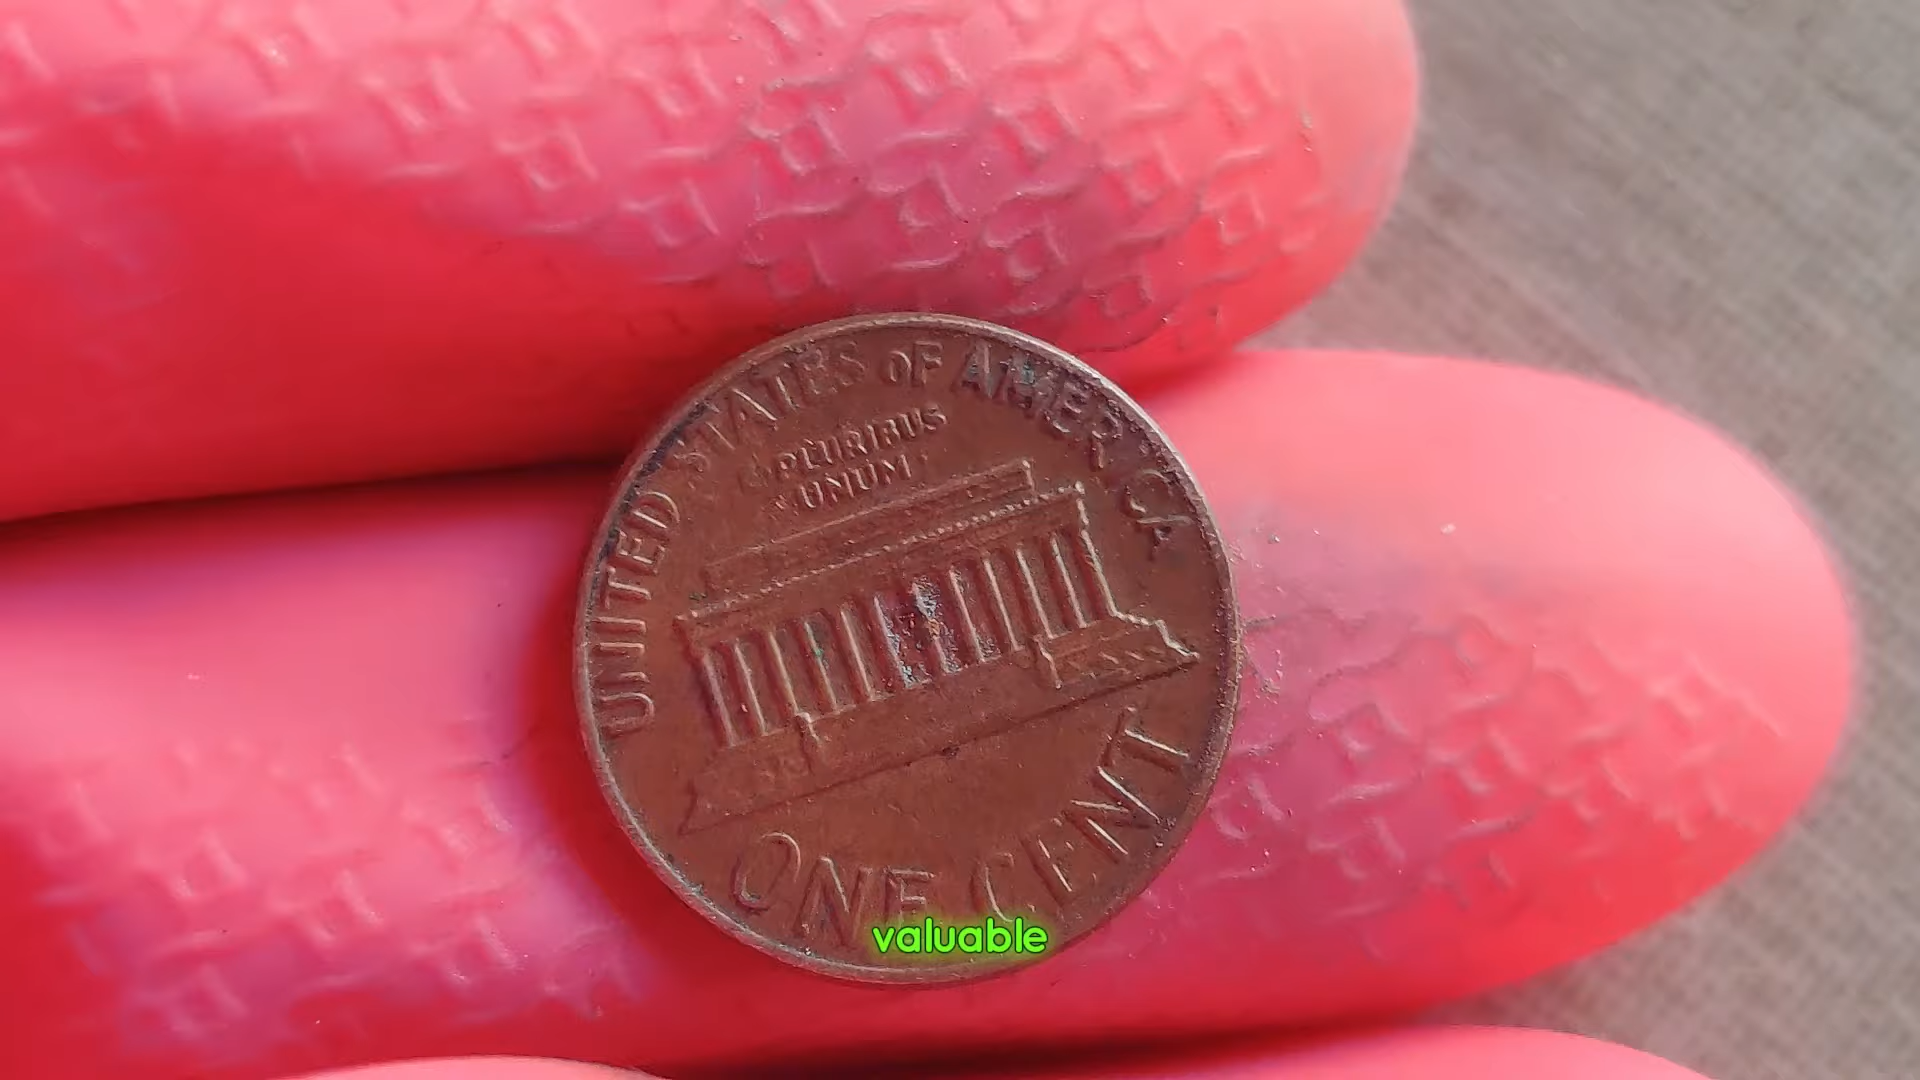 UNITED STATES OF AMERICA
E PLURIBUS
UNUM
ONE CENT
valuable